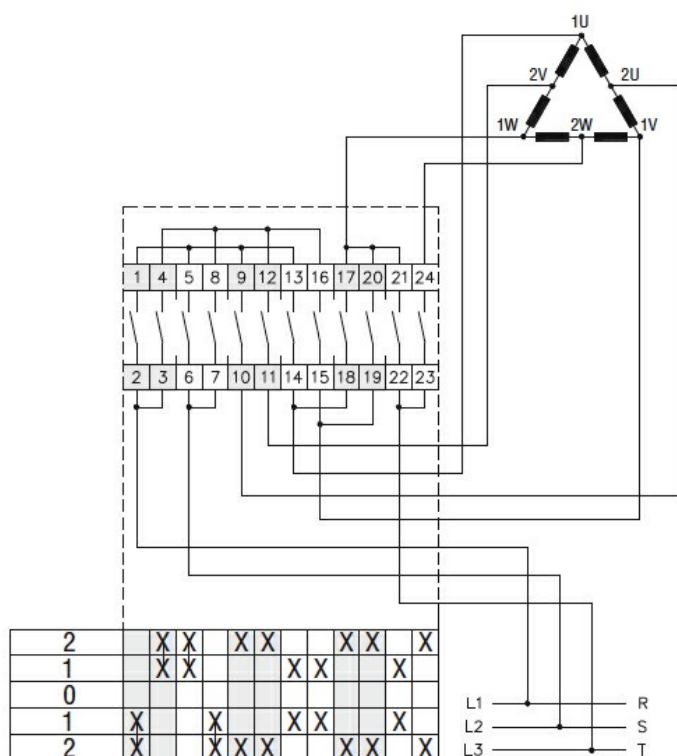 1U
2V 2U
1W 2W 1V
1 4 5 8 9 12 13 16 17 20 21 24
2 3 6 7 10 11 14 15 18 19 22 23
2 X X X X X X X
1 X X X X X
0
1 X X X X X
2 X X X X X X X
L1 R
L2 S
L3 T